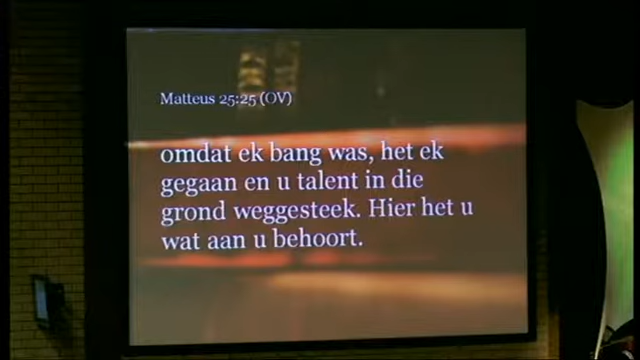 Matteus 25:25 (OV)
omdat ek bang was, het ek
gegaan en u talent in die
grond weggesteek. Hier het u
wat aan u behoort.